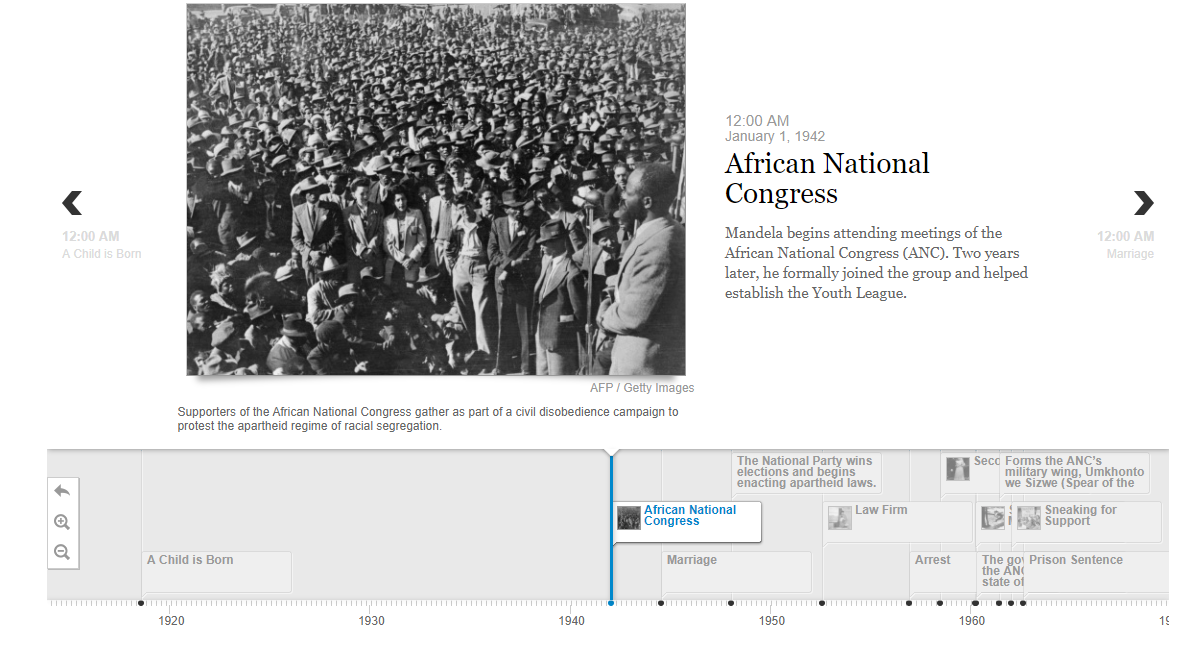 12:00 AM
January 1, 1942
African National
Congress
Mandela begins attending meetings of the
African National Congress (ANC). Two years
later, he formally joined the group and helped
establish the Youth League.
12:00 AM
A Child is Born
12:00 AM
Marriage
AFP / Getty Images
Supporters of the African National Congress gather as part of a civil disobedience campaign to
protest the apartheid regime of racial segregation.
The National Party wins
elections and begins
enacting apartheid laws.
Forms the ANC's
military wing, Umkhonto
we Sizwe (Spear of the
African National
Congress
Law Firm
Sneaking for
Support
A Child is Born
Marriage
Arrest
The
the
state of
Prison Sentence
1920
1930
1940
1950
1960